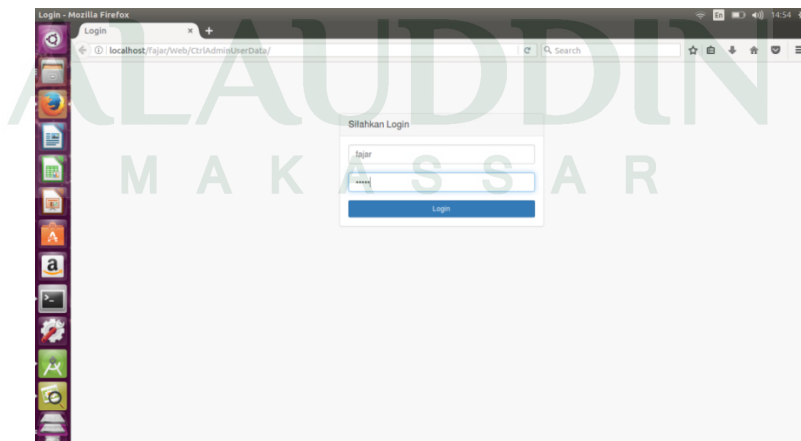 Login - Mozilla Firefox
En
14:54
Login × +
localhost/fajar/Web/CtrlAdminUserData/
Search
ALAUDDIN
Silahkan Login
fajar
•••••
MAKASSAR
Login